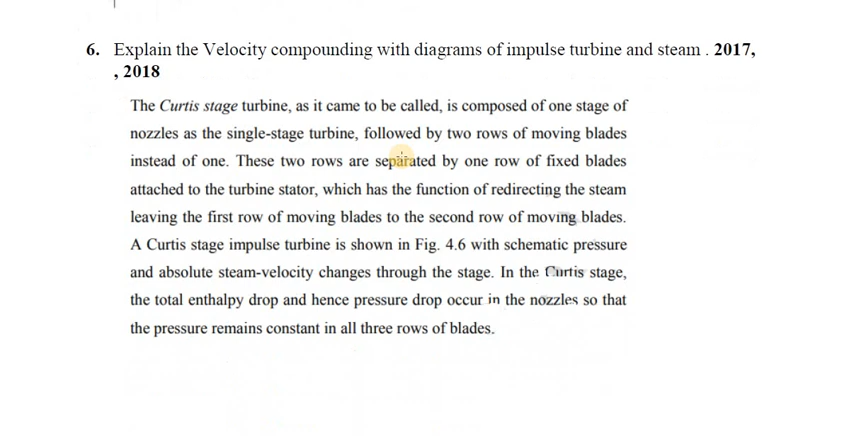 6. Explain the Velocity compounding with diagrams of impulse turbine and steam . 2017,
, 2018
The Curtis stage turbine, as it came to be called, is composed of one stage of
nozzles as the single-stage turbine, followed by two rows of moving blades
instead of one. These two rows are separated by one row of fixed blades
attached to the turbine stator, which has the function of redirecting the steam
leaving the first row of moving blades to the second row of moving blades.
A Curtis stage impulse turbine is shown in Fig. 4.6 with schematic pressure
and absolute steam-velocity changes through the stage. In the Curtis stage,
the total enthalpy drop and hence pressure drop occur in the nozzles so that
the pressure remains constant in all three rows of blades.